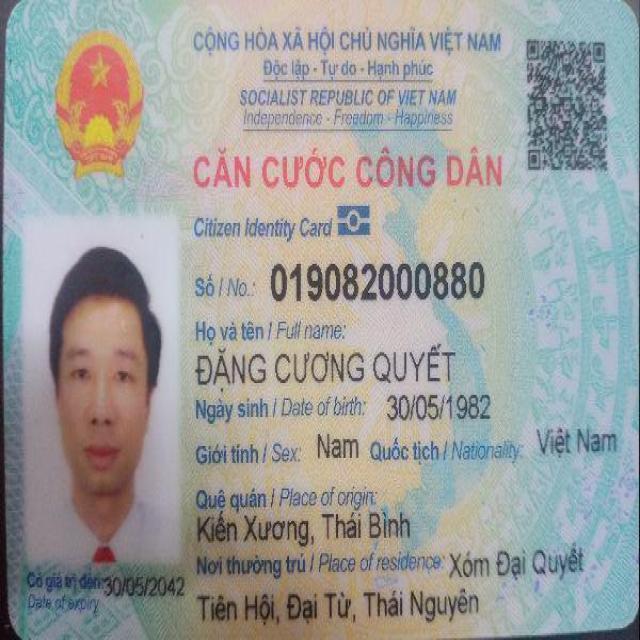 CỘNG HÒA XÃ HỘI CHỦ NGHĨA VIỆT NAM
Độc lập - Tự do - Hạnh phúc
SOCIALIST REPUBLIC OF VIET NAM
Independence - Freedom - Happiness
CĂN CƯỚC CÔNG DÂN
Citizen Identity Card
Số / No.: 019082000880
Họ và tên / Full name:
ĐẶNG CƯƠNG QUYẾT
Ngày sinh / Date of birth: 30/05/1982
Giới tính / Sex: Nam Quốc tịch / Nationality: Việt Nam
Quê quán / Place of origin:
Kiến Xương, Thái Bình
Nơi thường trú / Place of residence: Xóm Đại Quyết
Tiên Hội, Đại Từ, Thái Nguyên
Có giá trị đến: 30/05/2042
Date of expiry